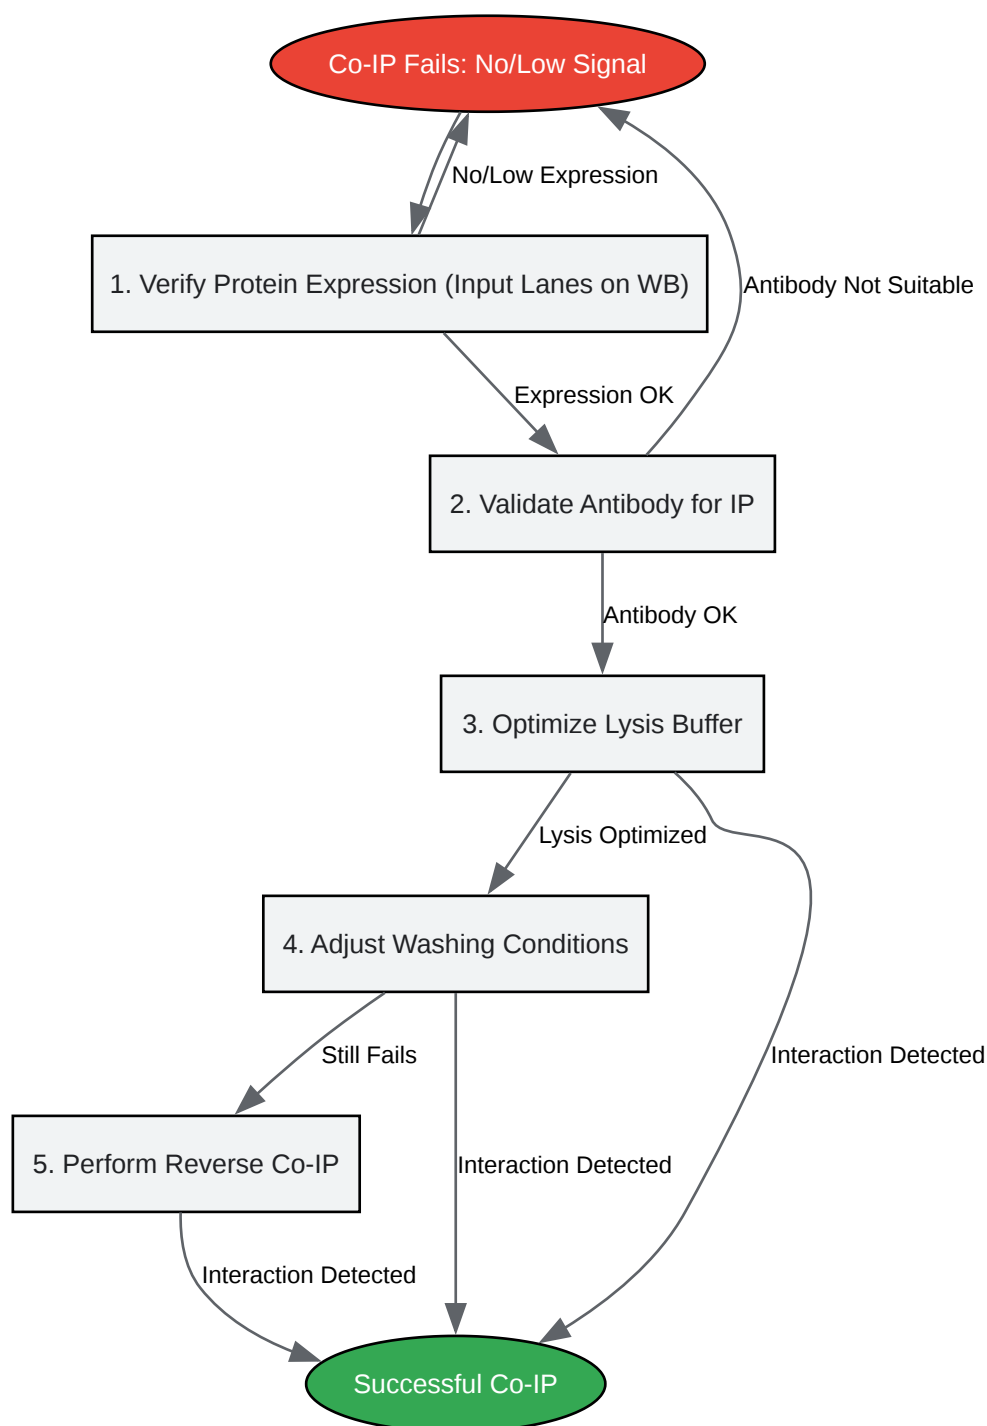 Co-IP Fails: No/Low Signal
No/Low Expression
1. Verify Protein Expression (Input Lanes on WB)
Antibody Not Suitable
Expression OK
2. Validate Antibody for IP
Antibody OK
3. Optimize Lysis Buffer
Lysis Optimized
4. Adjust Washing Conditions
Still Fails
Interaction Detected
5. Perform Reverse Co-IP
Interaction Detected
Interaction Detected
Successful Co-IP